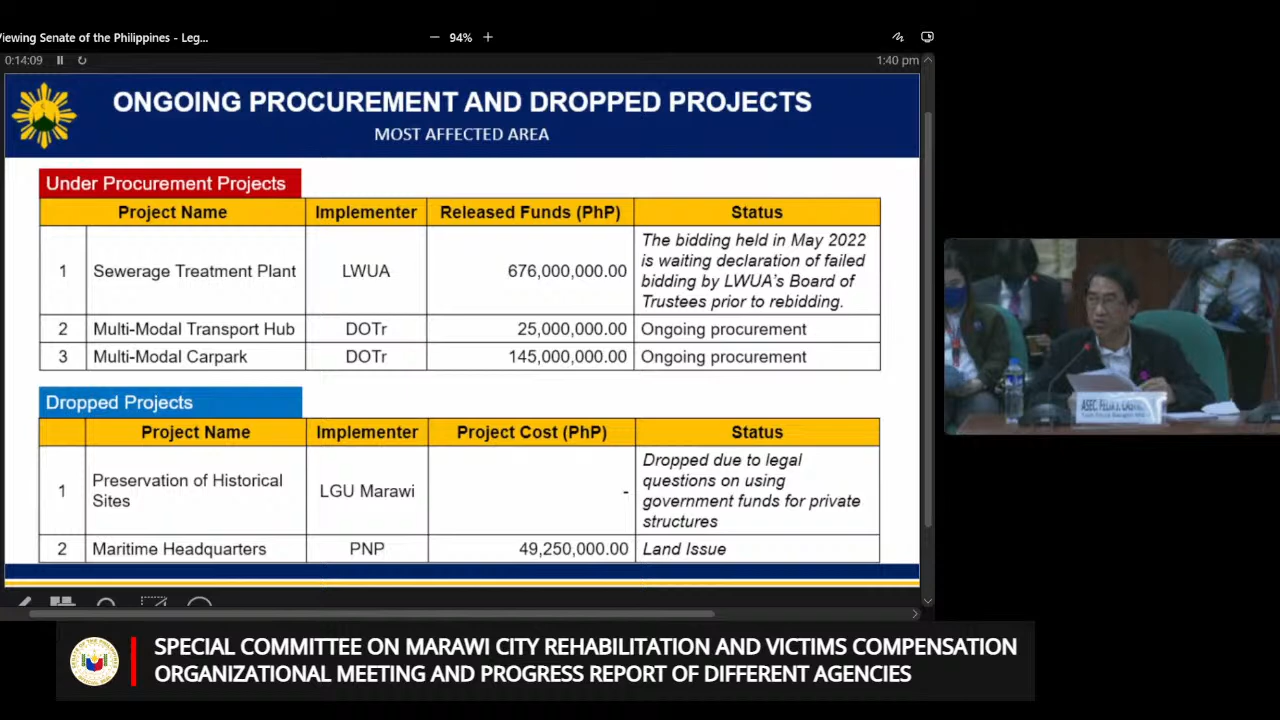 Viewing Senate of the Philippines - Leg...
94%
0:14:09
1:40 pm
ONGOING PROCUREMENT AND DROPPED PROJECTS
MOST AFFECTED AREA
Under Procurement Projects
Project Name Implementer Released Funds (PhP) Status
1 Sewerage Treatment Plant LWUA 676,000,000.00 The bidding held in May 2022
is waiting declaration of failed
bidding by LWUA's Board of
Trustees prior to rebidding.
2 Multi-Modal Transport Hub DOTr 25,000,000.00 Ongoing procurement
3 Multi-Modal Carpark DOTr 145,000,000.00 Ongoing procurement
Dropped Projects
Project Name Implementer Project Cost (PhP) Status
1 Preservation of Historical
Sites LGU Marawi - Dropped due to legal
questions on using
government funds for private
structures
2 Maritime Headquarters PNP 49,250,000.00 Land Issue
ASEC. FELIX
SPECIAL COMMITTEE ON MARAWI CITY REHABILITATION AND VICTIMS COMPENSATION
ORGANIZATIONAL MEETING AND PROGRESS REPORT OF DIFFERENT AGENCIES